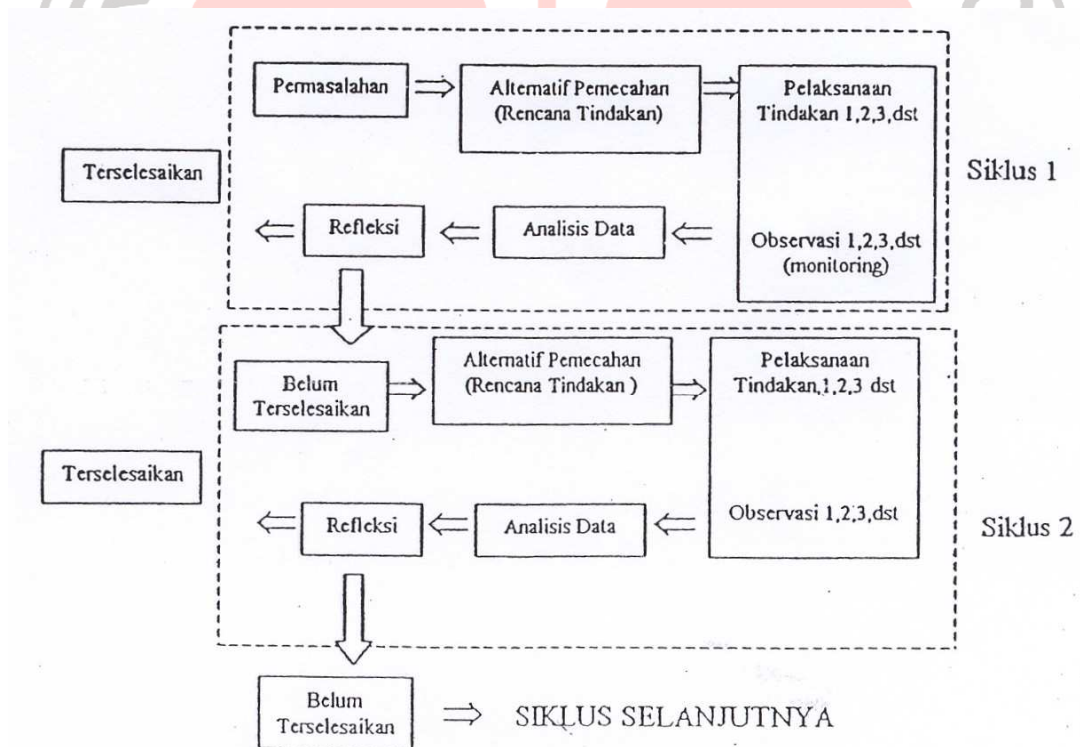 Permasalahan
Alternatif Pemecahan
(Rencana Tindakan)
Pelaksanaan
Tindakan 1,2,3,dst
Terselesaikan
Siklus 1
Refleksi
Analisis Data
Observasi 1,2,3,dst
(monitoring)
Belum
Terselesaikan
Alternatif Pemecahan
(Rencana Tindakan )
Pelaksanaan
Tindakan,1,2,3 dst
Terselesaikan
Refleksi
Analisis Data
Observasi 1,2,3,dst
Siklus 2
Belum
Terselesaikan
SIKLUS SELANJUTNYA